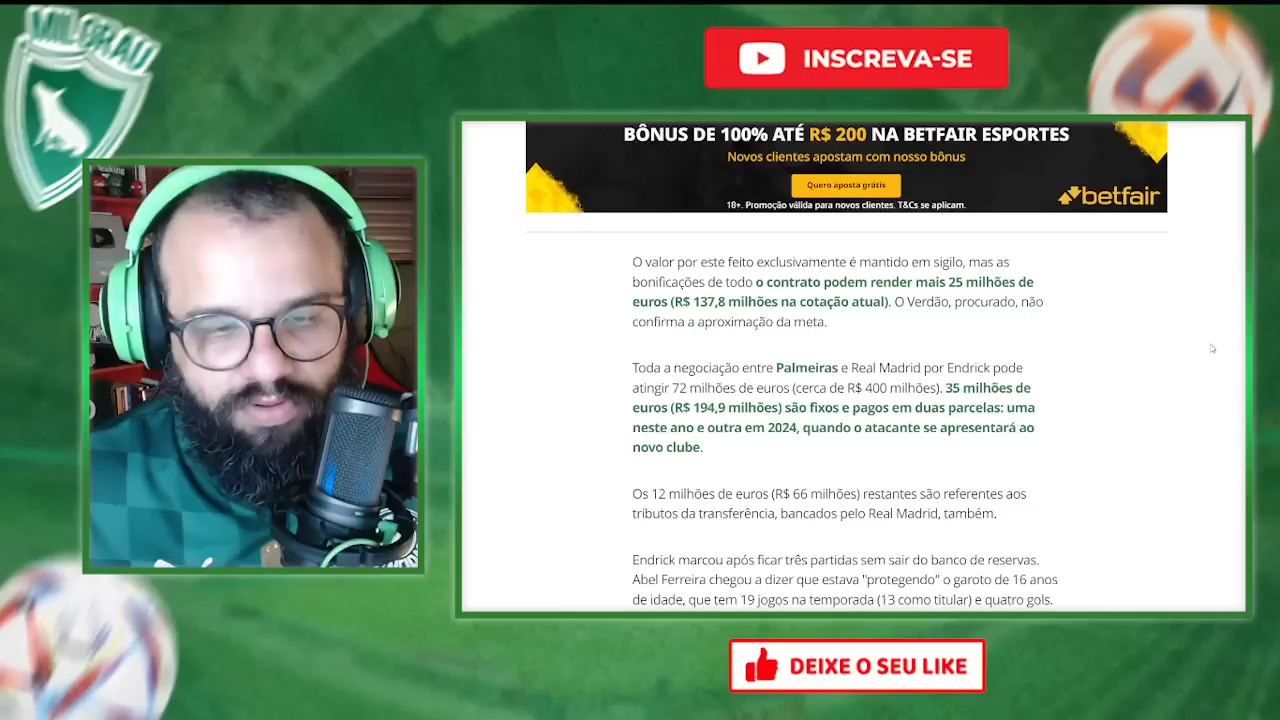 MILGRAU
INSCREVA-SE
BÔNUS DE 100% ATÉ R$ 200 NA BETFAIR ESPORTES
Novos clientes apostam com nosso bônus
Quero aposta grátis
betfair
18+. Promoção válida para novos clientes. T&Cs se aplicam.
O valor por este feito exclusivamente é mantido em sigilo, mas as
bonificações de todo o contrato podem render mais 25 milhões de
euros (R$ 137,8 milhões na cotação atual). O Verdão, procurado, não
confirma a aproximação da meta.
Toda a negociação entre Palmeiras e Real Madrid por Endrick pode
atingir 72 milhões de euros (cerca de R$ 400 milhões). 35 milhões de
euros (R$ 194,9 milhões) são fixos e pagos em duas parcelas: uma
neste ano e outra em 2024, quando o atacante se apresentará ao
novo clube.
Os 12 milhões de euros (R$ 66 milhões) restantes são referentes aos
tributos da transferência, bancados pelo Real Madrid, também.
Endrick marcou após ficar três partidas sem sair do banco de reservas.
Abel Ferreira chegou a dizer que estava "protegendo" o garoto de 16 anos
de idade, que tem 19 jogos na temporada (13 como titular) e quatro gols.
DEIXE O SEU LIKE